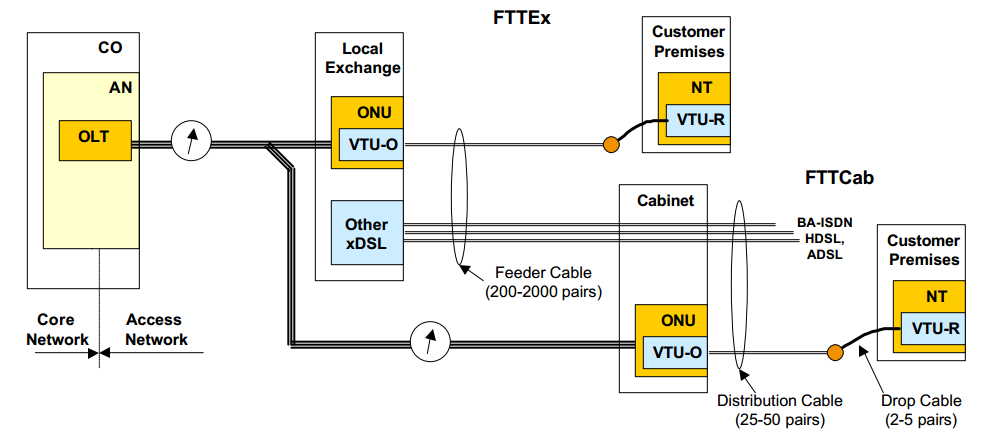 FTTEx
CO
AN
OLT
Local
Exchange
ONU
VTU-O
Other
xDSL
Customer
Premises
NT
VTU-R
FTTCab
Cabinet
BA-ISDN
HDSL,
ADSL
Customer
Premises
NT
VTU-R
Feeder Cable
(200-2000 pairs)
Core
Network
Access
Network
ONU
VTU-O
Distribution Cable
(25-50 pairs)
Drop Cable
(2-5 pairs)